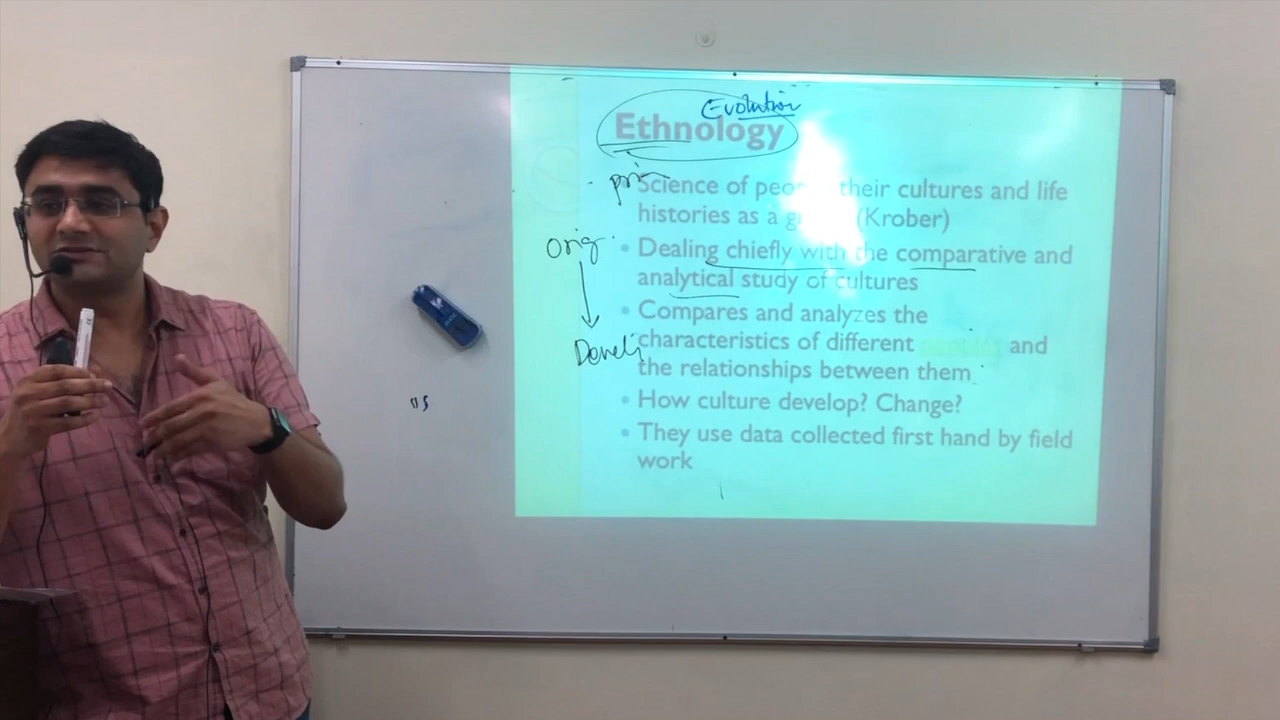 Evolution
Ethnology
Science of their cultures and life
histories as a (Krober)
orig.
• Dealing chiefly with the comparative and
analytical study of cultures
• Compares and analyzes the
characteristics of different peoples and
the relationships between them
• How culture develop? Change?
• They use data collected first hand by field
work